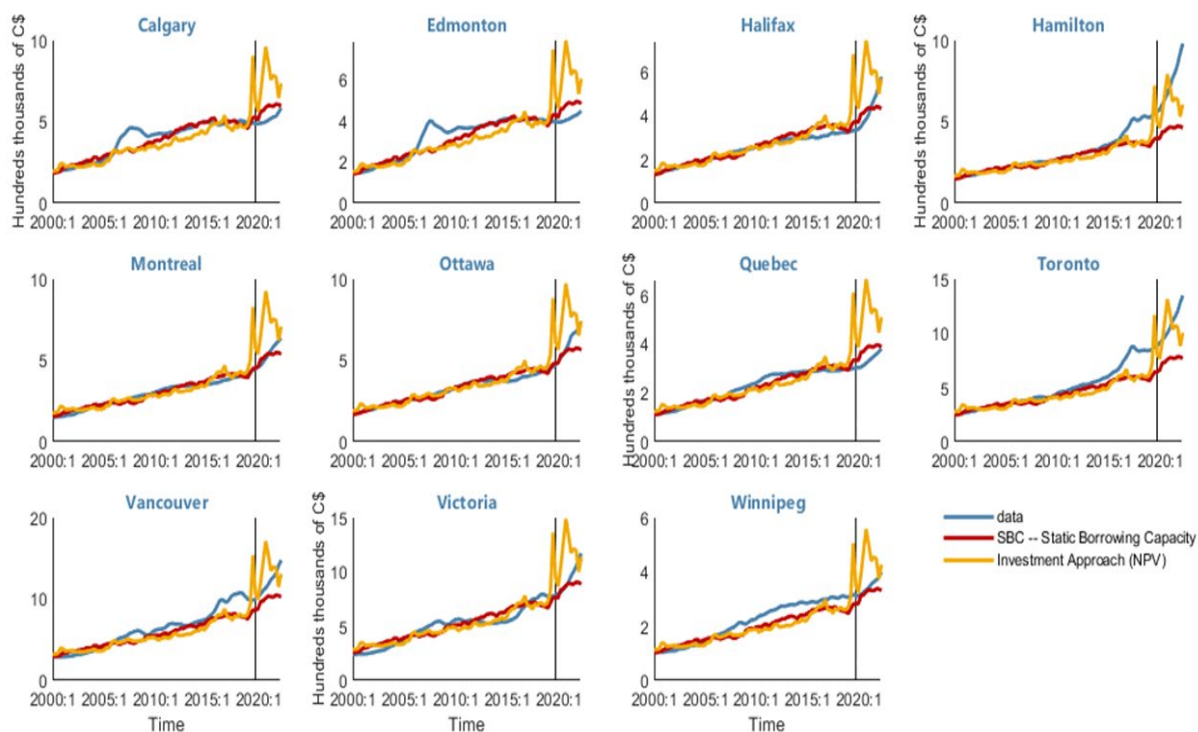 Calgary
Edmonton
Halifax
Hamilton
Hundreds thousands of C$
10
5
0
2000:1 2005:1 2010:1 2015:1 2020:1
6
4
2
0
2000:1 2005:1 2010:1 2015:1 2020:1
Hundreds thousands of C$
6
4
2
0
2000:1 2005:1 2010:1 2015:1 2020:1
Hundreds thousands of C$
10
5
0
2000:1 2005:1 2010:1 2015:1 2020:1
Montreal
Ottawa
Quebec
Toronto
10
5
0
2000:1 2005:1 2010:1 2015:1 2020:1
10
5
0
2000:1 2005:1 2010:1 2015:1 2020:1
Hundreds thousands of C$
6
4
2
0
2000:1 2005:1 2010:1 2015:1 2020:1
15
10
5
0
2000:1 2005:1 2010:1 2015:1 2020:1
Vancouver
Victoria
Winnipeg
20
10
0
2000:1 2005:1 2010:1 2015:1 2020:1
Time
Hundreds thousands of C$
15
10
5
0
2000:1 2005:1 2010:1 2015:1 2020:1
Time
6
4
2
0
2000:1 2005:1 2010:1 2015:1 2020:1
Time
data
SBC -- Static Borrowing Capacity
Investment Approach (NPV)